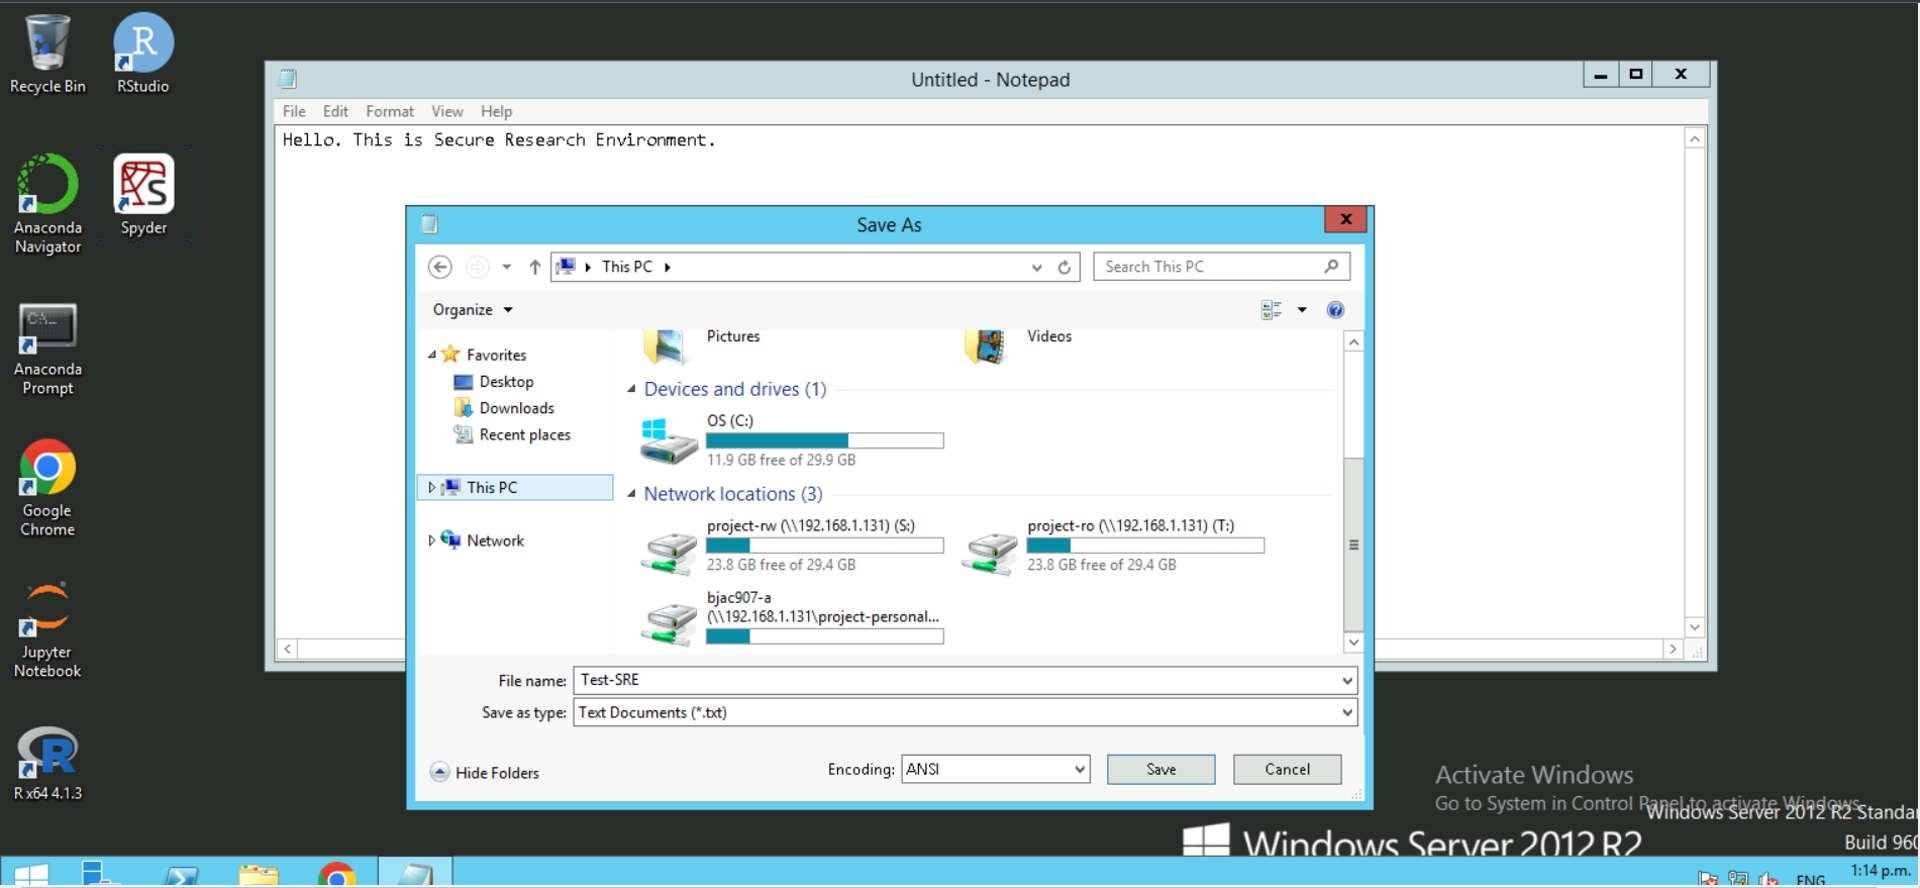 Recycle Bin
RStudio
Anaconda
Navigator
Spyder
Anaconda
Prompt
Google
Chrome
Jupyter
Notebook
R x64 4.1.3
Untitled - Notepad
File Edit Format View Help
Hello. This is Secure Research Environment.
Save As
This PC
Search This PC
Organize
Favorites
Desktop
Downloads
Recent places
This PC
Network
Pictures
Videos
Devices and drives (1)
OS (C:)
11.9 GB free of 29.9 GB
Network locations (3)
project-rw (\\192.168.1.131) (S:)
23.8 GB free of 29.4 GB
project-ro (\\192.168.1.131) (T:)
23.8 GB free of 29.4 GB
bjac907-a
(\\192.168.1.131\project-personal...
File name: Test-SRE
Save as type: Text Documents (*.txt)
Hide Folders
Encoding: ANSI
Save
Cancel
Activate Windows
Go to System in Control Panel to activate Windows.
Windows Server 2012 R2 Standar
Build 960
Windows Server 2012 R2
ENG
1:14 p.m.